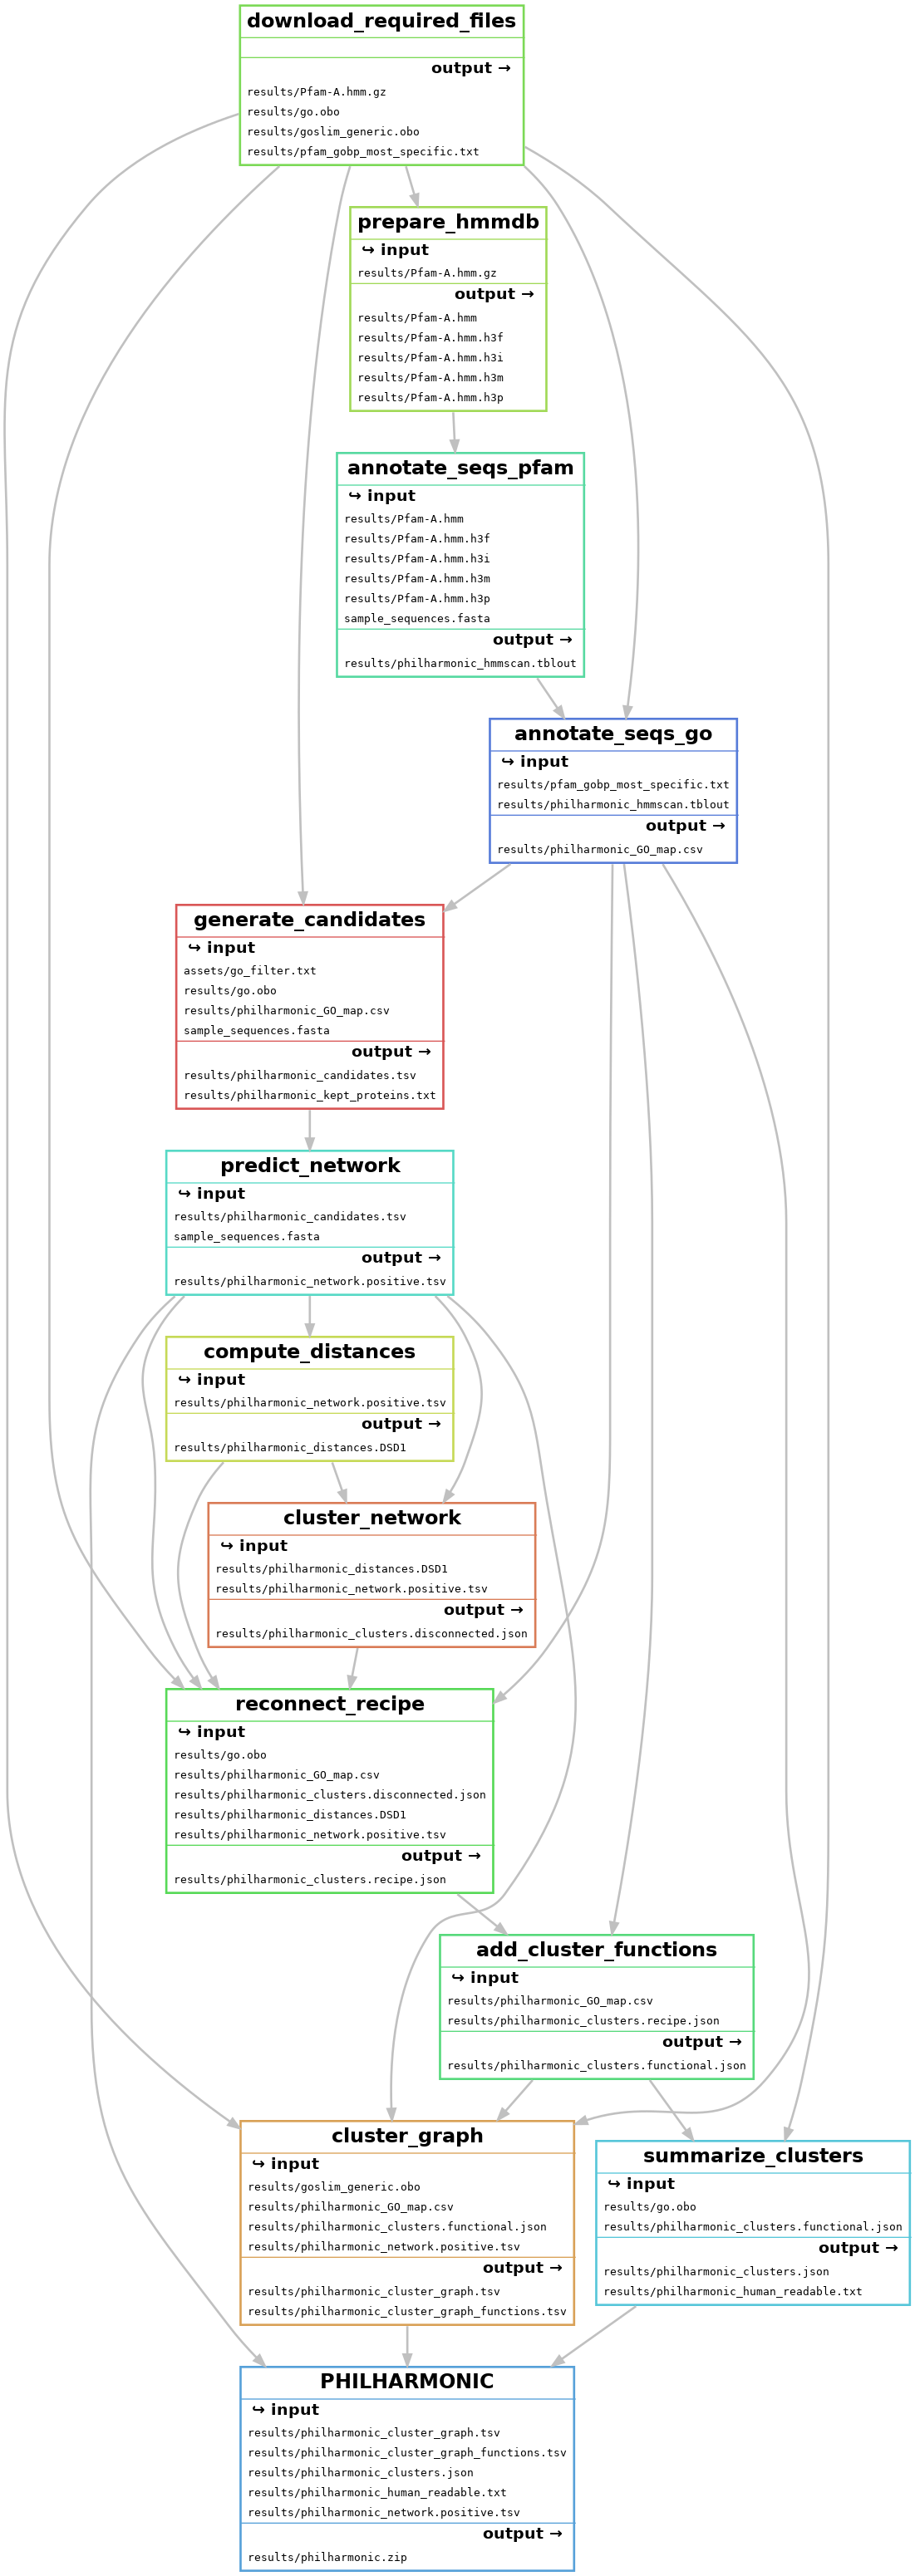 download_required_files
output →
results/Pfam-A.hmm.gz
results/go.obo
results/goslim_generic.obo
results/pfam_gobp_most_specific.txt
prepare_hmmdb
↪ input
results/Pfam-A.hmm.gz
output →
results/Pfam-A.hmm
results/Pfam-A.hmm.h3f
results/Pfam-A.hmm.h3i
results/Pfam-A.hmm.h3m
results/Pfam-A.hmm.h3p
annotate_seqs_pfam
↪ input
results/Pfam-A.hmm
results/Pfam-A.hmm.h3f
results/Pfam-A.hmm.h3i
results/Pfam-A.hmm.h3m
results/Pfam-A.hmm.h3p
sample_sequences.fasta
output →
results/philharmonic_hmmscan.tblout
annotate_seqs_go
↪ input
results/pfam_gobp_most_specific.txt
results/philharmonic_hmmscan.tblout
output →
results/philharmonic_GO_map.csv
generate_candidates
↪ input
assets/go_filter.txt
results/go.obo
results/philharmonic_GO_map.csv
sample_sequences.fasta
output →
results/philharmonic_candidates.tsv
results/philharmonic_kept_proteins.txt
predict_network
↪ input
results/philharmonic_candidates.tsv
sample_sequences.fasta
output →
results/philharmonic_network.positive.tsv
compute_distances
↪ input
results/philharmonic_network.positive.tsv
output →
results/philharmonic_distances.DSD1
cluster_network
↪ input
results/philharmonic_distances.DSD1
results/philharmonic_network.positive.tsv
output →
results/philharmonic_clusters.disconnected.json
reconnect_recipe
↪ input
results/go.obo
results/philharmonic_GO_map.csv
results/philharmonic_clusters.disconnected.json
results/philharmonic_distances.DSD1
results/philharmonic_network.positive.tsv
output →
results/philharmonic_clusters.recipe.json
add_cluster_functions
↪ input
results/philharmonic_GO_map.csv
results/philharmonic_clusters.recipe.json
output →
results/philharmonic_clusters.functional.json
cluster_graph
↪ input
results/goslim_generic.obo
results/philharmonic_GO_map.csv
results/philharmonic_clusters.functional.json
results/philharmonic_network.positive.tsv
output →
results/philharmonic_cluster_graph.tsv
results/philharmonic_cluster_graph_functions.tsv
summarize_clusters
↪ input
results/go.obo
results/philharmonic_clusters.functional.json
output →
results/philharmonic_clusters.json
results/philharmonic_human_readable.txt
PHILHARMONIC
↪ input
results/philharmonic_cluster_graph.tsv
results/philharmonic_cluster_graph_functions.tsv
results/philharmonic_clusters.json
results/philharmonic_human_readable.txt
results/philharmonic_network.positive.tsv
output →
results/philharmonic.zip